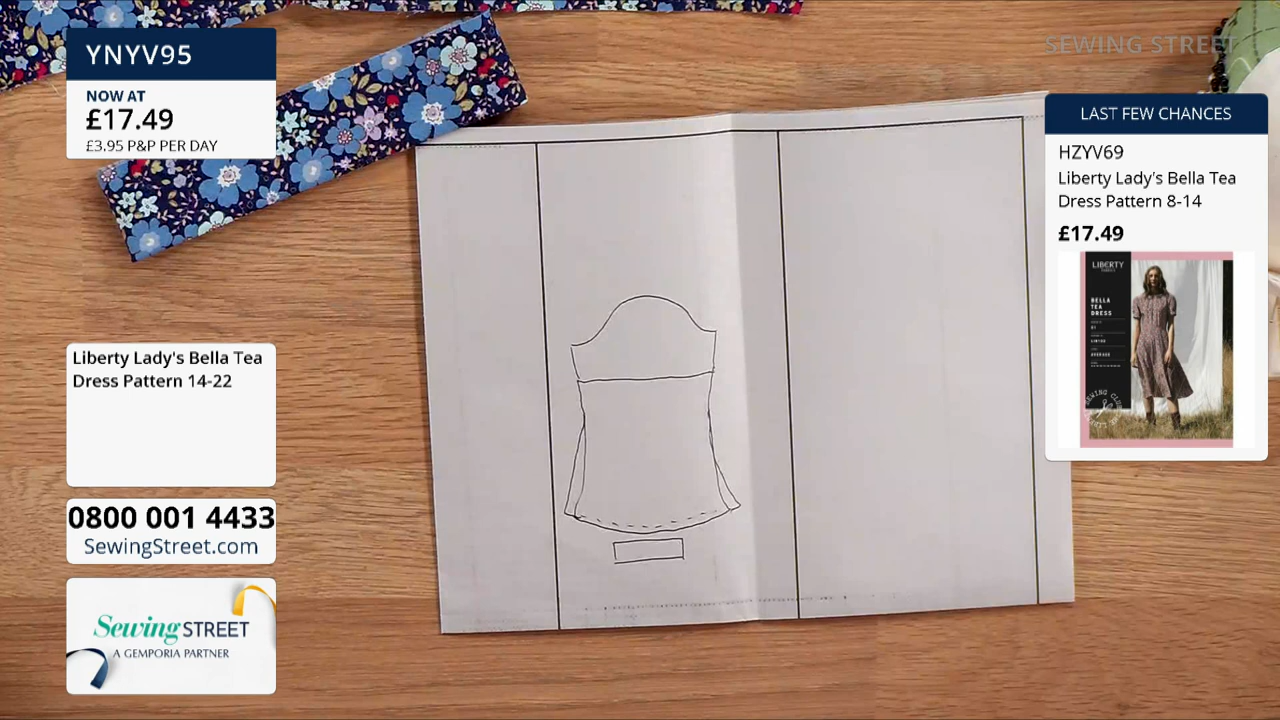 YNYV95
NOW AT
£17.49
£3.95 P&P PER DAY
Liberty Lady's Bella Tea
Dress Pattern 14-22
0800 001 4433
SewingStreet.com
Sewing STREET
A GEMPORIA PARTNER
SEWING STREET
LAST FEW CHANCES
HZYV69
Liberty Lady's Bella Tea
Dress Pattern 8-14
£17.49
LIBERTY
BELLA
TEA
DRESS